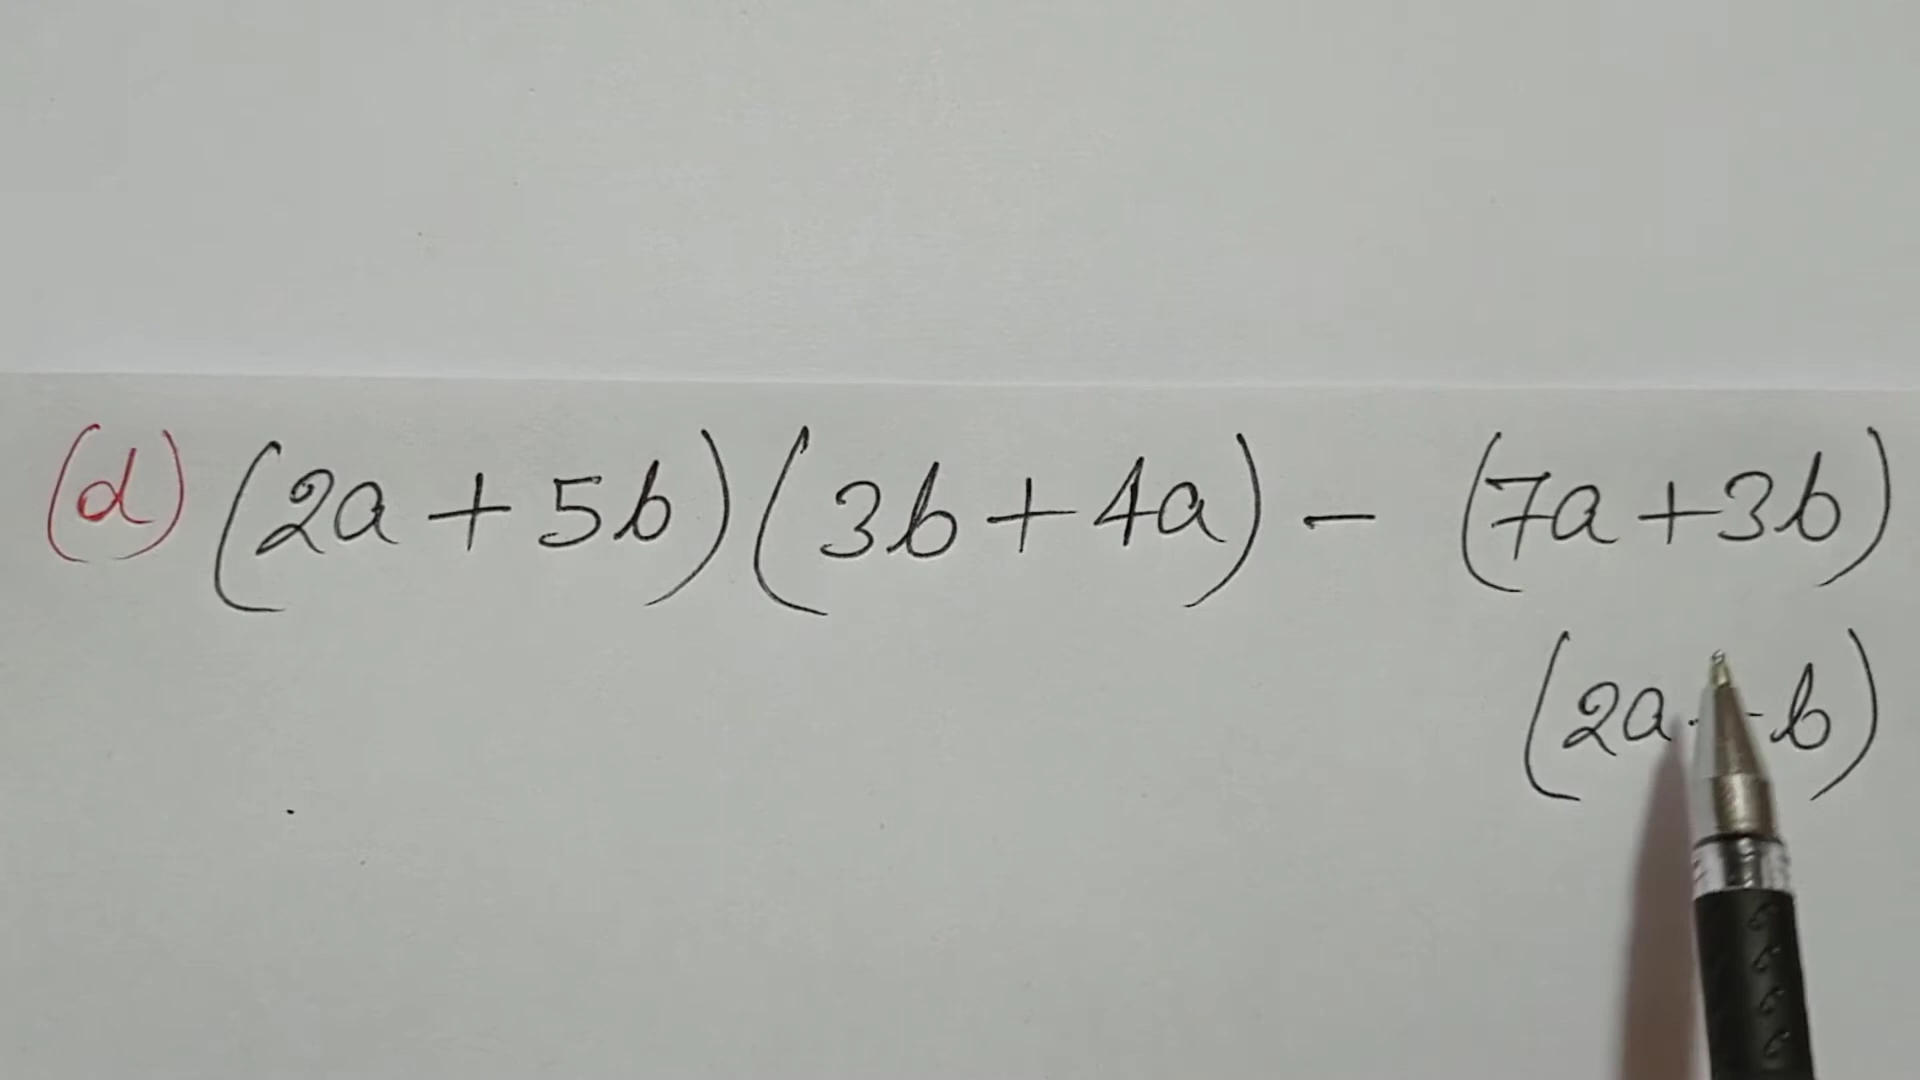 (d) (2a + 5b) (3b + 4a) - (7a + 3b)
(2a b)